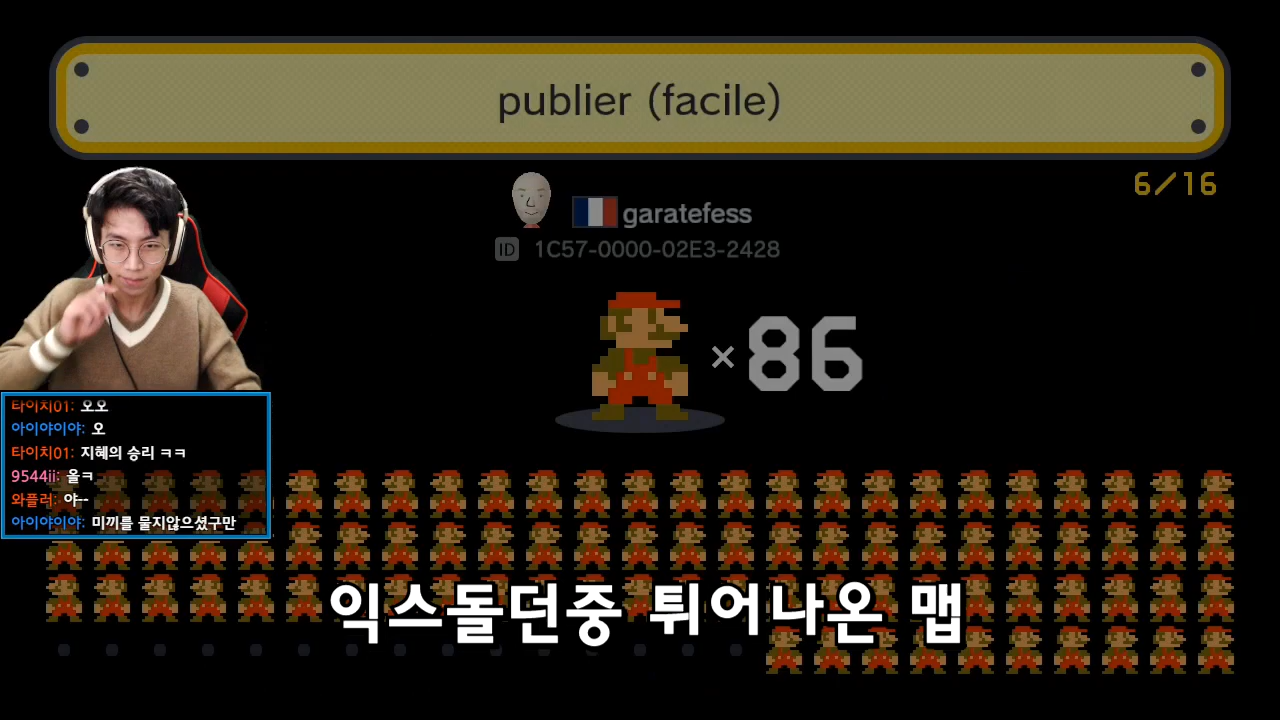 publier (facile)
6/16
garatefess
ID 1C57-0000-02E3-2428
×86
타이치01: 오오
아이야이야: 오
타이치01: 지혜의 승리 ㅋㅋ
9544ii: 올ㅋ
와플러: 야--
아이야이야: 미끼를 물지않으셨구만
익스돌던중 튀어나온 맵